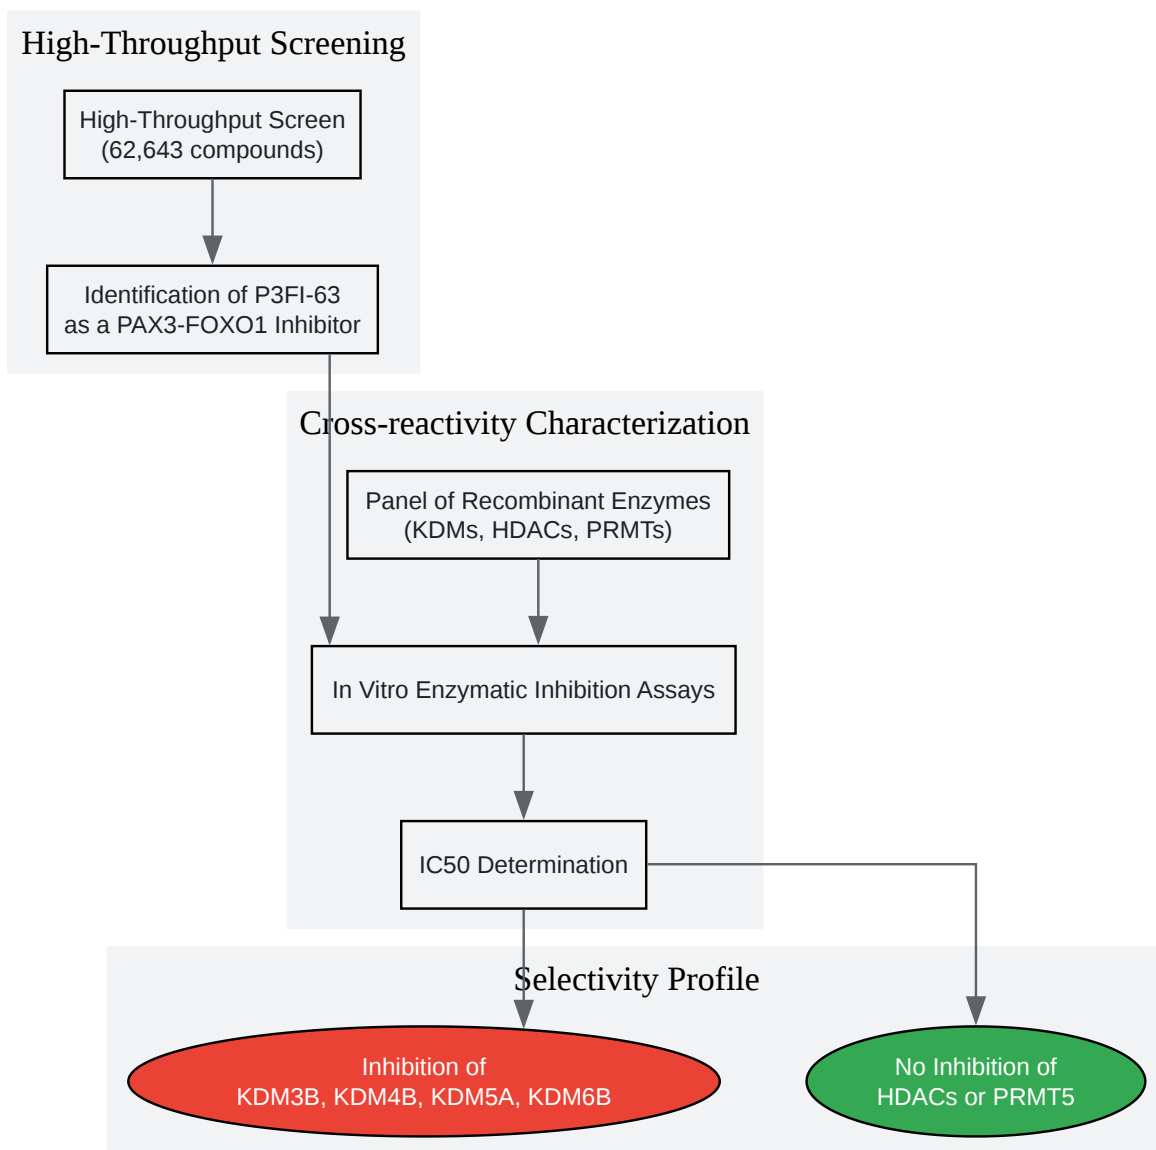 High-Throughput Screening
High-Throughput Screen
(62,643 compounds)
Identification of P3FI-63
as a PAX3-FOXO1 Inhibitor
Cross-reactivity Characterization
Panel of Recombinant Enzymes
(KDMs, HDACs, PRMTs)
In Vitro Enzymatic Inhibition Assays
IC50 Determination
Selectivity Profile
Inhibition of
KDM3B, KDM4B, KDM5A, KDM6B
No Inhibition of
HDACs or PRMT5